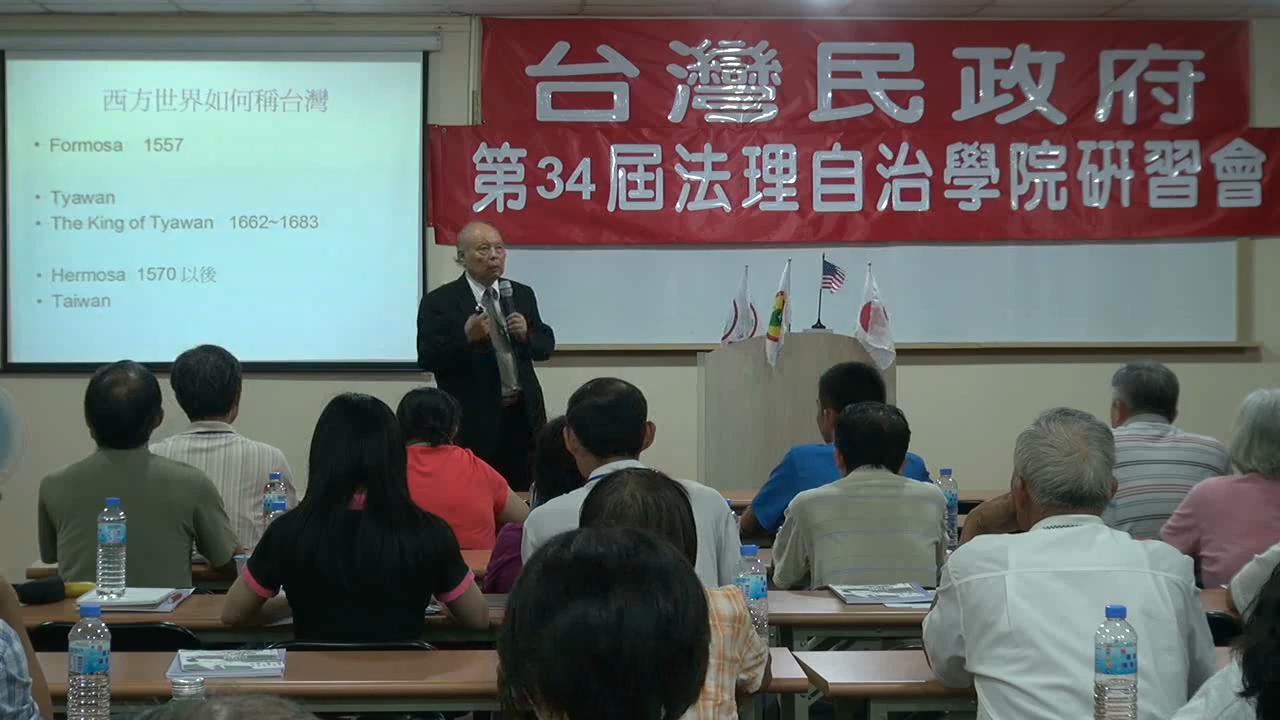 西方世界如何稱台灣
• Formosa 1557
• Tyawan
• The King of Tyawan 1662~1683
• Hermosa 1570 以後
• Taiwan
台灣民政府
第34屆法理自治學院研習會